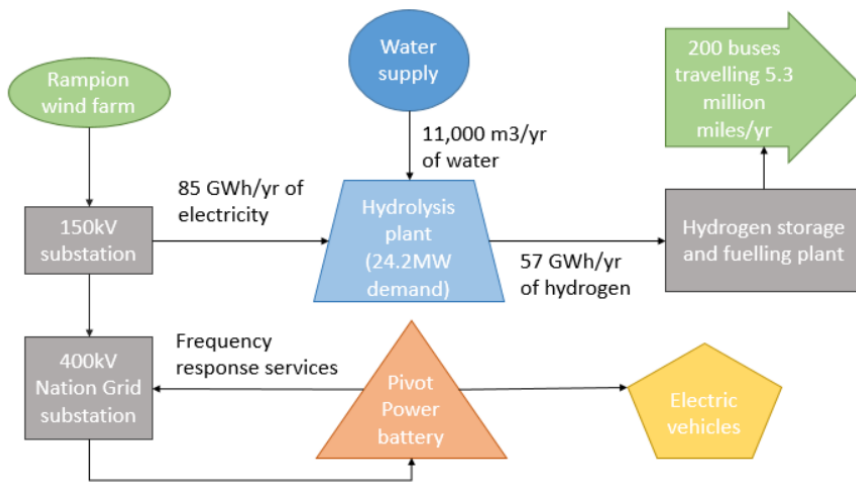 Rampion
wind farm
Water
supply
200 buses
travelling 5.3
million
miles/yr
11,000 m3/yr
of water
85 GWh/yr of
electricity
150kV
substation
Hydrolysis
plant
(24.2MW
demand)
57 GWh/yr
of hydrogen
Hydrogen storage
and fuelling plant
400kV
Nation Grid
substation
Frequency
response services
Pivot
Power
battery
Electric
vehicles